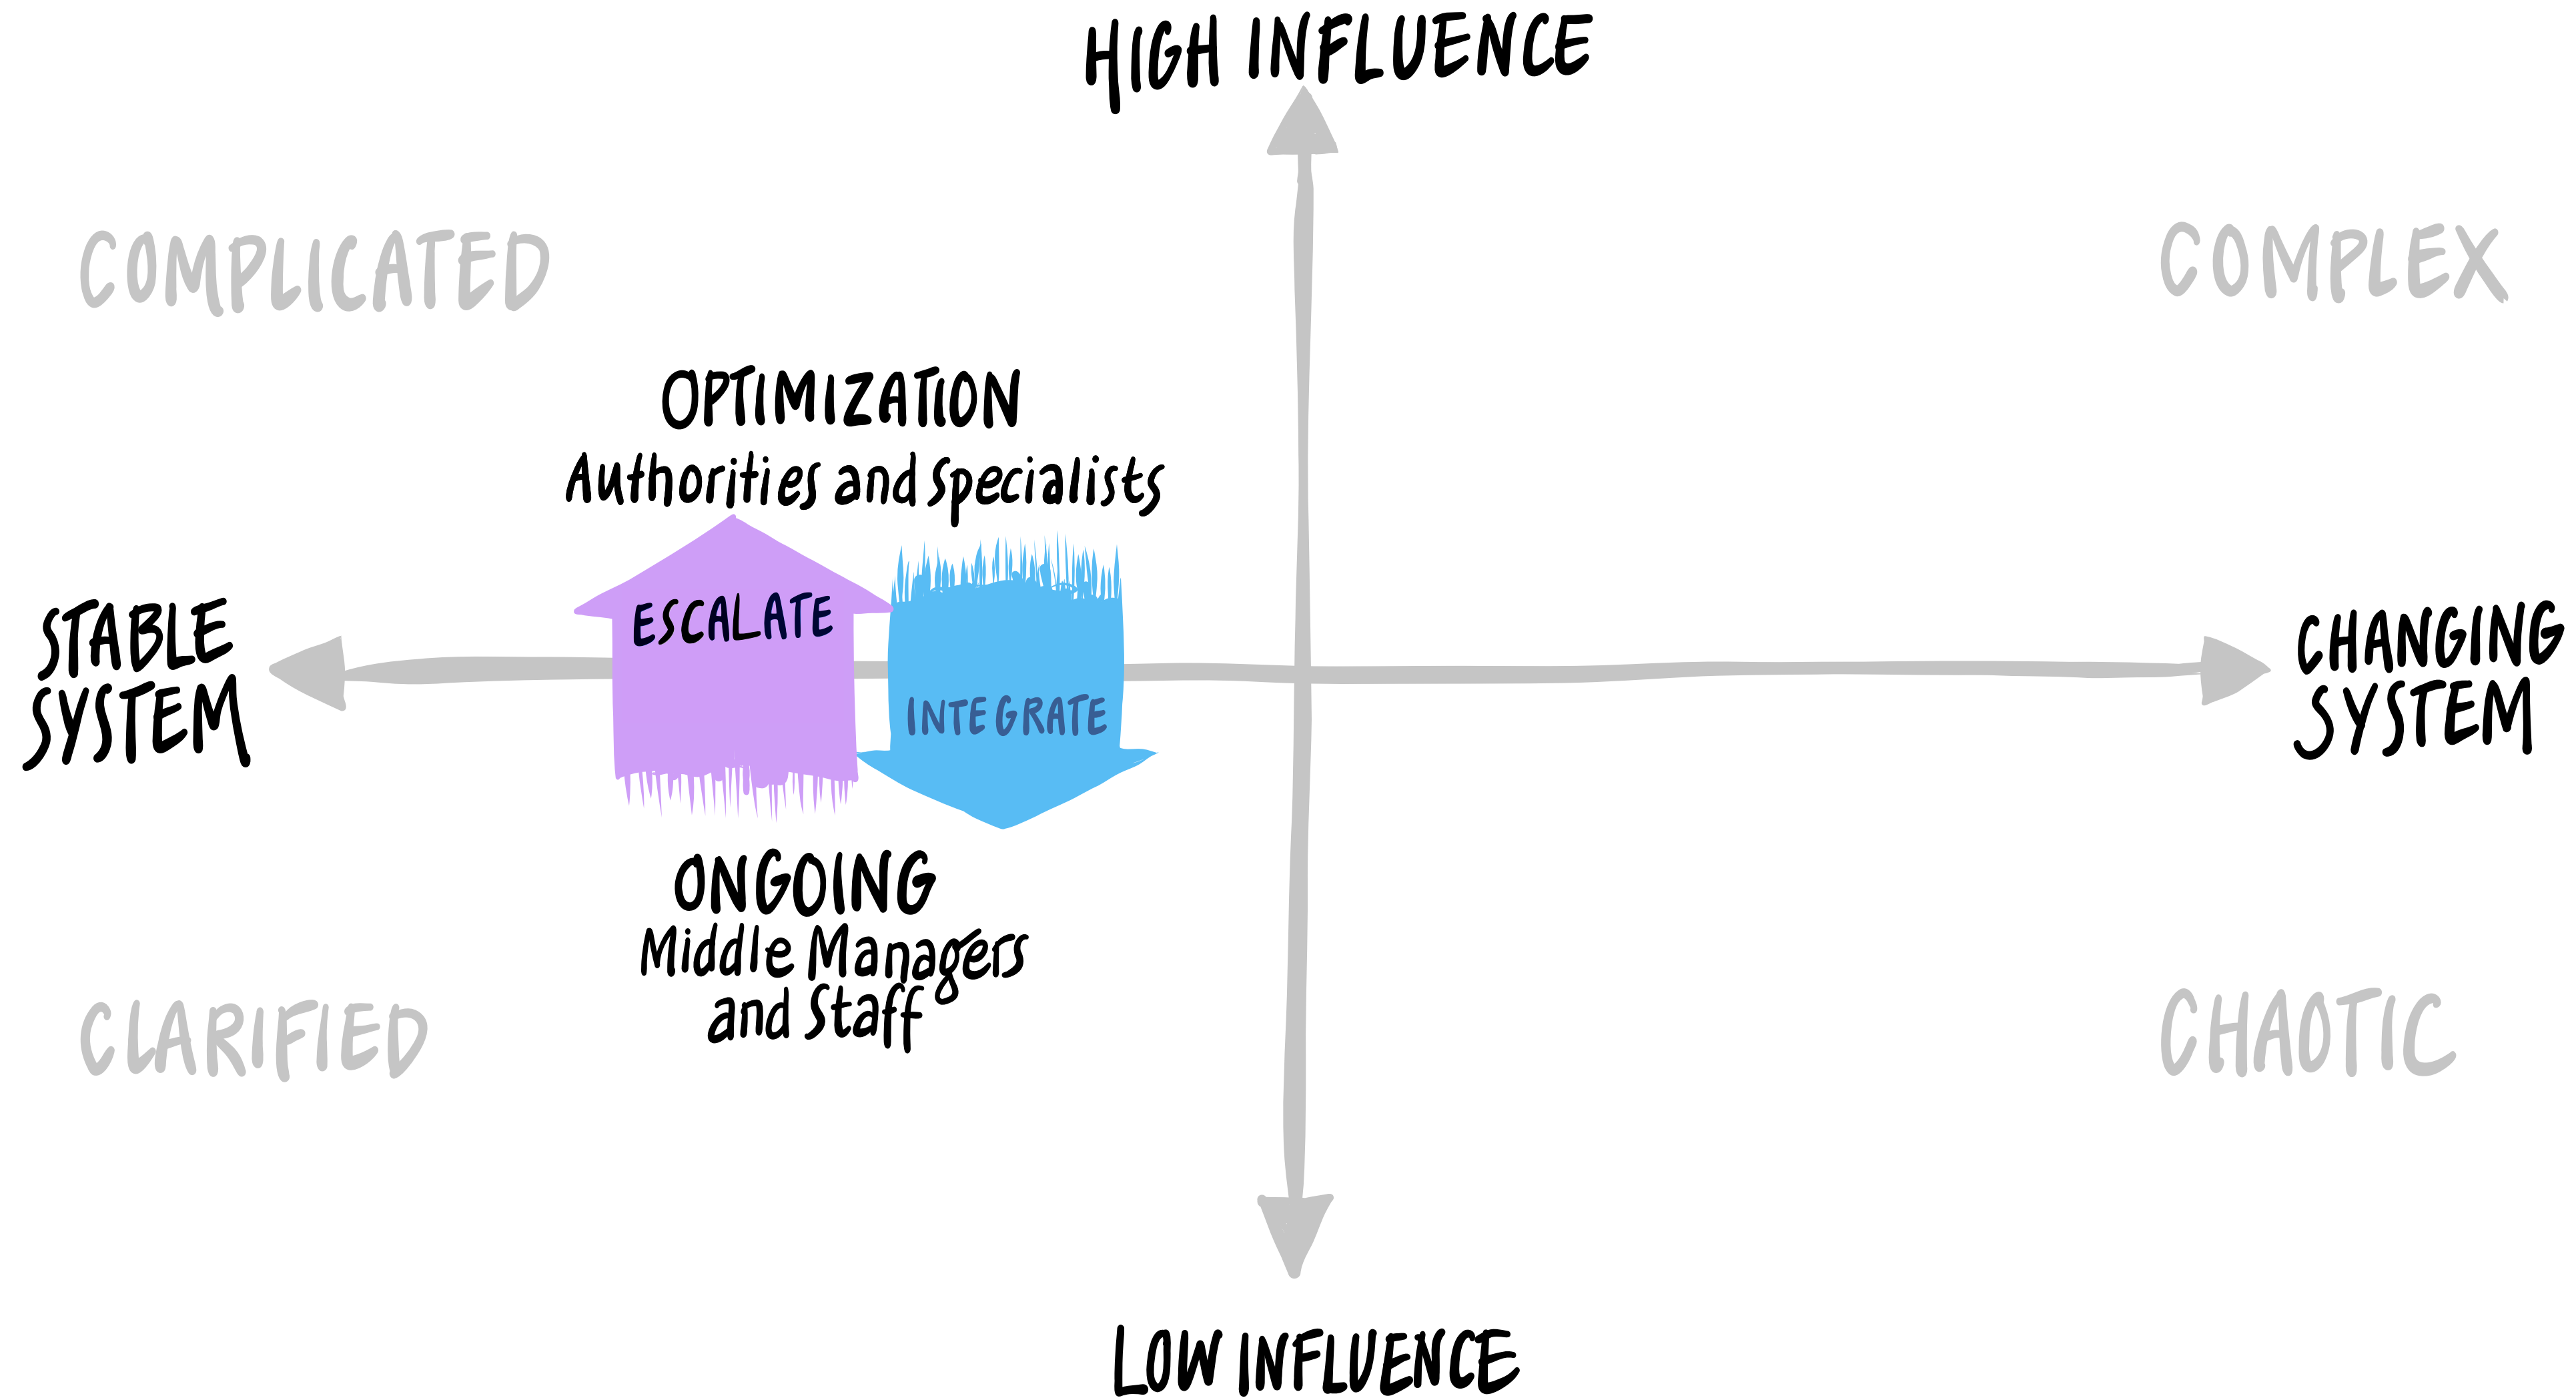 HIGH INFLUENCE
COMPLICATED
COMPLEX
OPTIMIZATION
Authorities and Specialists
ESCALATE
INTEGRATE
STABLE
SYSTEM
CHANGING
SYSTEM
ONGOING
Middle Managers
and Staff
CLARIFIED
CHAOTIC
LOW INFLUENCE